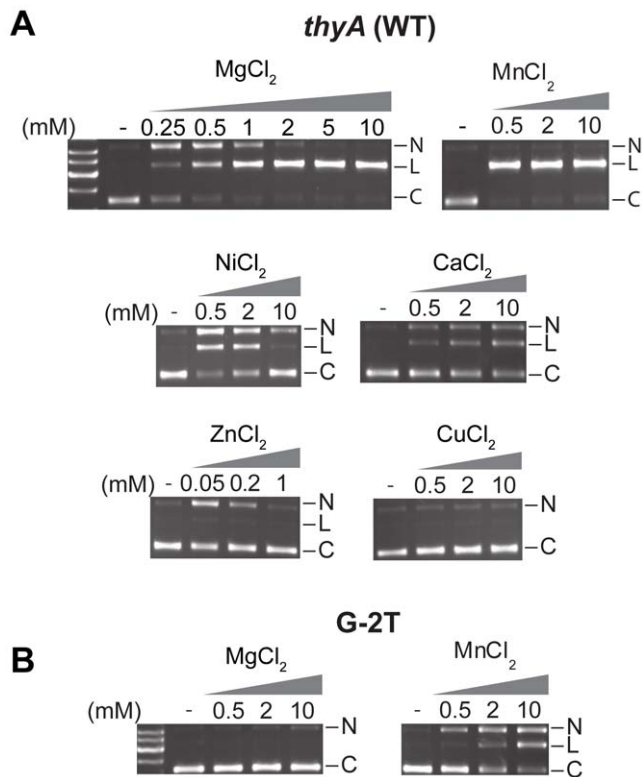 A thyA (WT)
MgCl2 MnCl2
(mM) - 0.25 0.5 1 2 5 10 - 0.5 2 10
–N –N
–L –L
–C –C
NiCl2 CaCl2
(mM) - 0.5 2 10 - 0.5 2 10
–N –N
–L –L
–C –C
ZnCl2 CuCl2
(mM) - 0.05 0.2 1 - 0.5 2 10
–N –N
–L
–C –C
G-2T
B MgCl2 MnCl2
(mM) - 0.5 2 10 - 0.5 2 10
–N –N
–L
–C –C